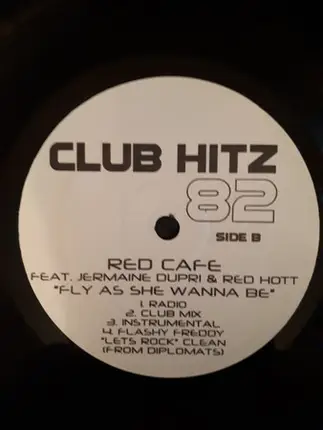 CLUB HITZ
82
SIDE B
RED CAFE
FEAT. JERMAINE DUPRI & RED HOTT
"FLY AS SHE WANNA BE"
1. RADIO
2. CLUB MIX
3. INSTRUMENTAL
4. FLASHY FREDDY
"LETS ROCK" CLEAN
(FROM DIPLOMATS)